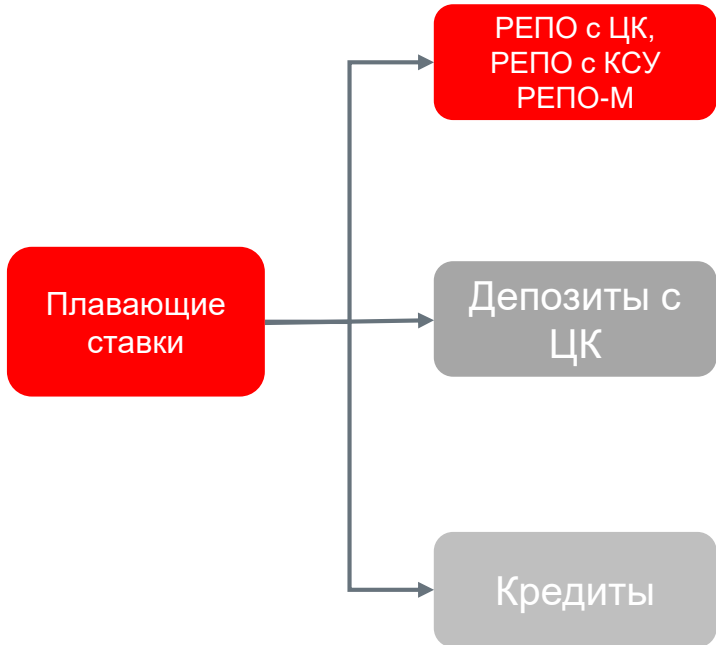 РЕПО с ЦК,
РЕПО с КСУ
РЕПО-М
Плавающие
ставки
Депозиты с
ЦК
Кредиты